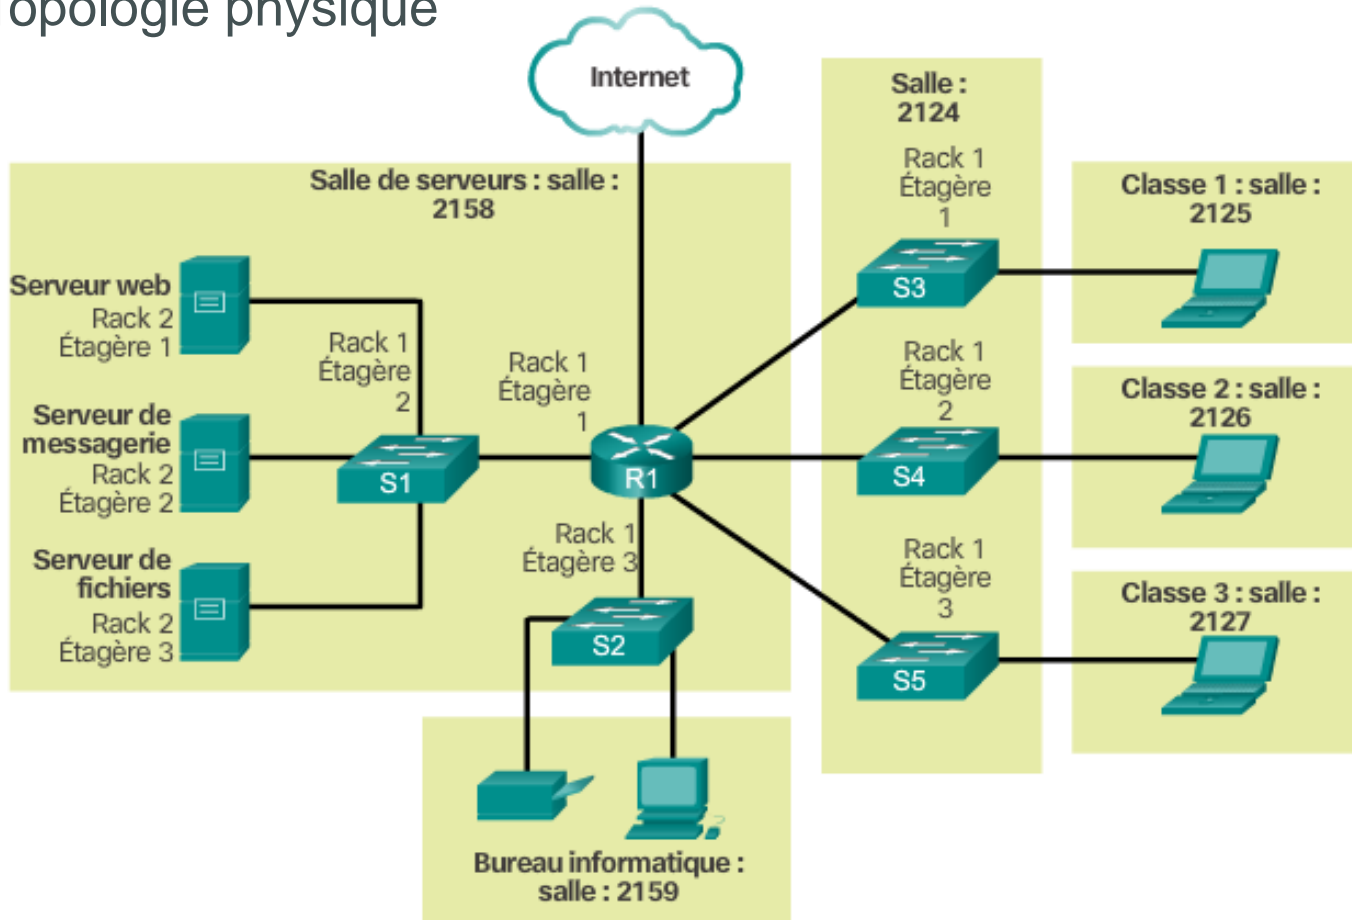 opologie physique
Internet
Salle de serveurs : salle :
2158
Serveur web
Rack 2
Étagère 1
Serveur de
messagerie
Rack 2
Étagère 2
Serveur de
fichiers
Rack 2
Étagère 3
Rack 1
Étagère
2
S1
Rack 1
Étagère
1
R1
Rack 1
Étagère 3
S2
Bureau informatique :
salle : 2159
Salle :
2124
Rack 1
Étagère
1
S3
Rack 1
Étagère
2
S4
Rack 1
Étagère
3
S5
Classe 1 : salle :
2125
Classe 2 : salle :
2126
Classe 3 : salle :
2127